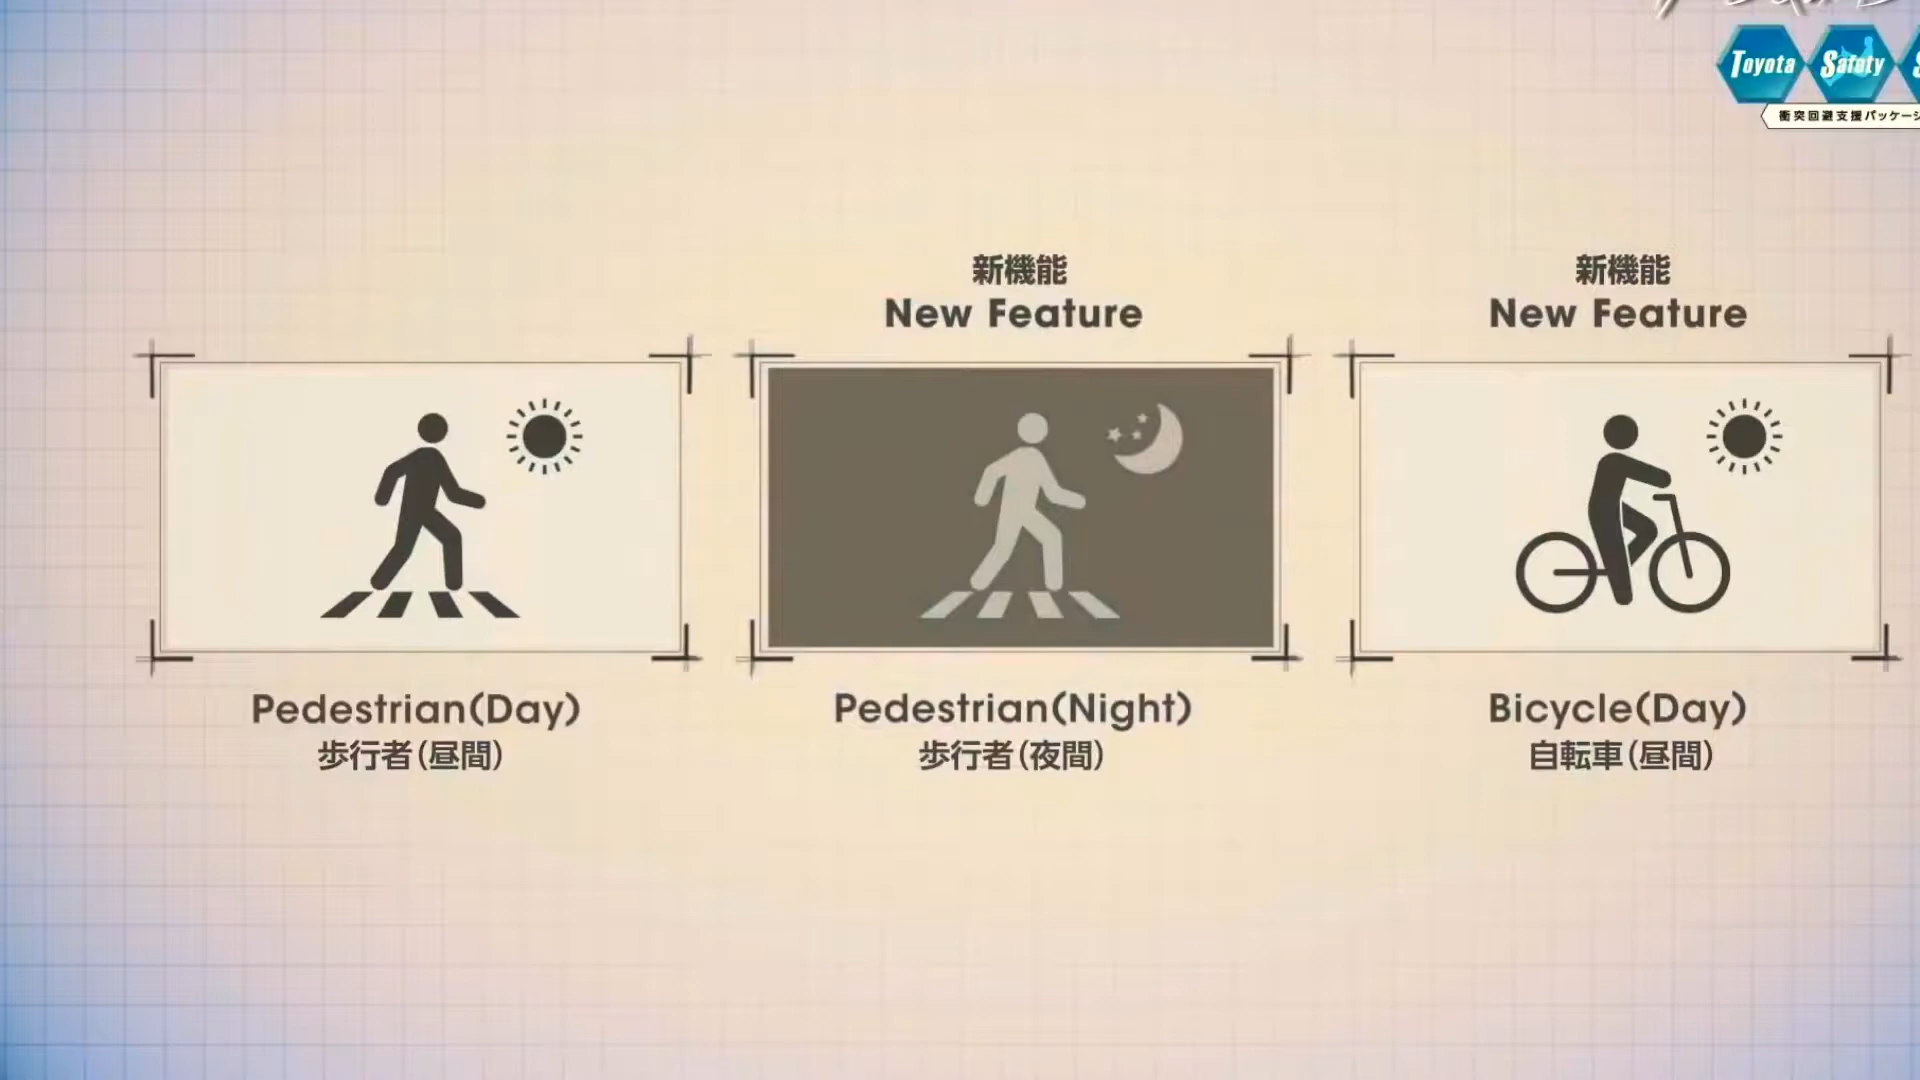 Toyota Safety
衝突回避支援パッケージ
新機能
New Feature
新機能
New Feature
Pedestrian(Day)
歩行者(昼間)
Pedestrian(Night)
歩行者(夜間)
Bicycle(Day)
自転車(昼間)